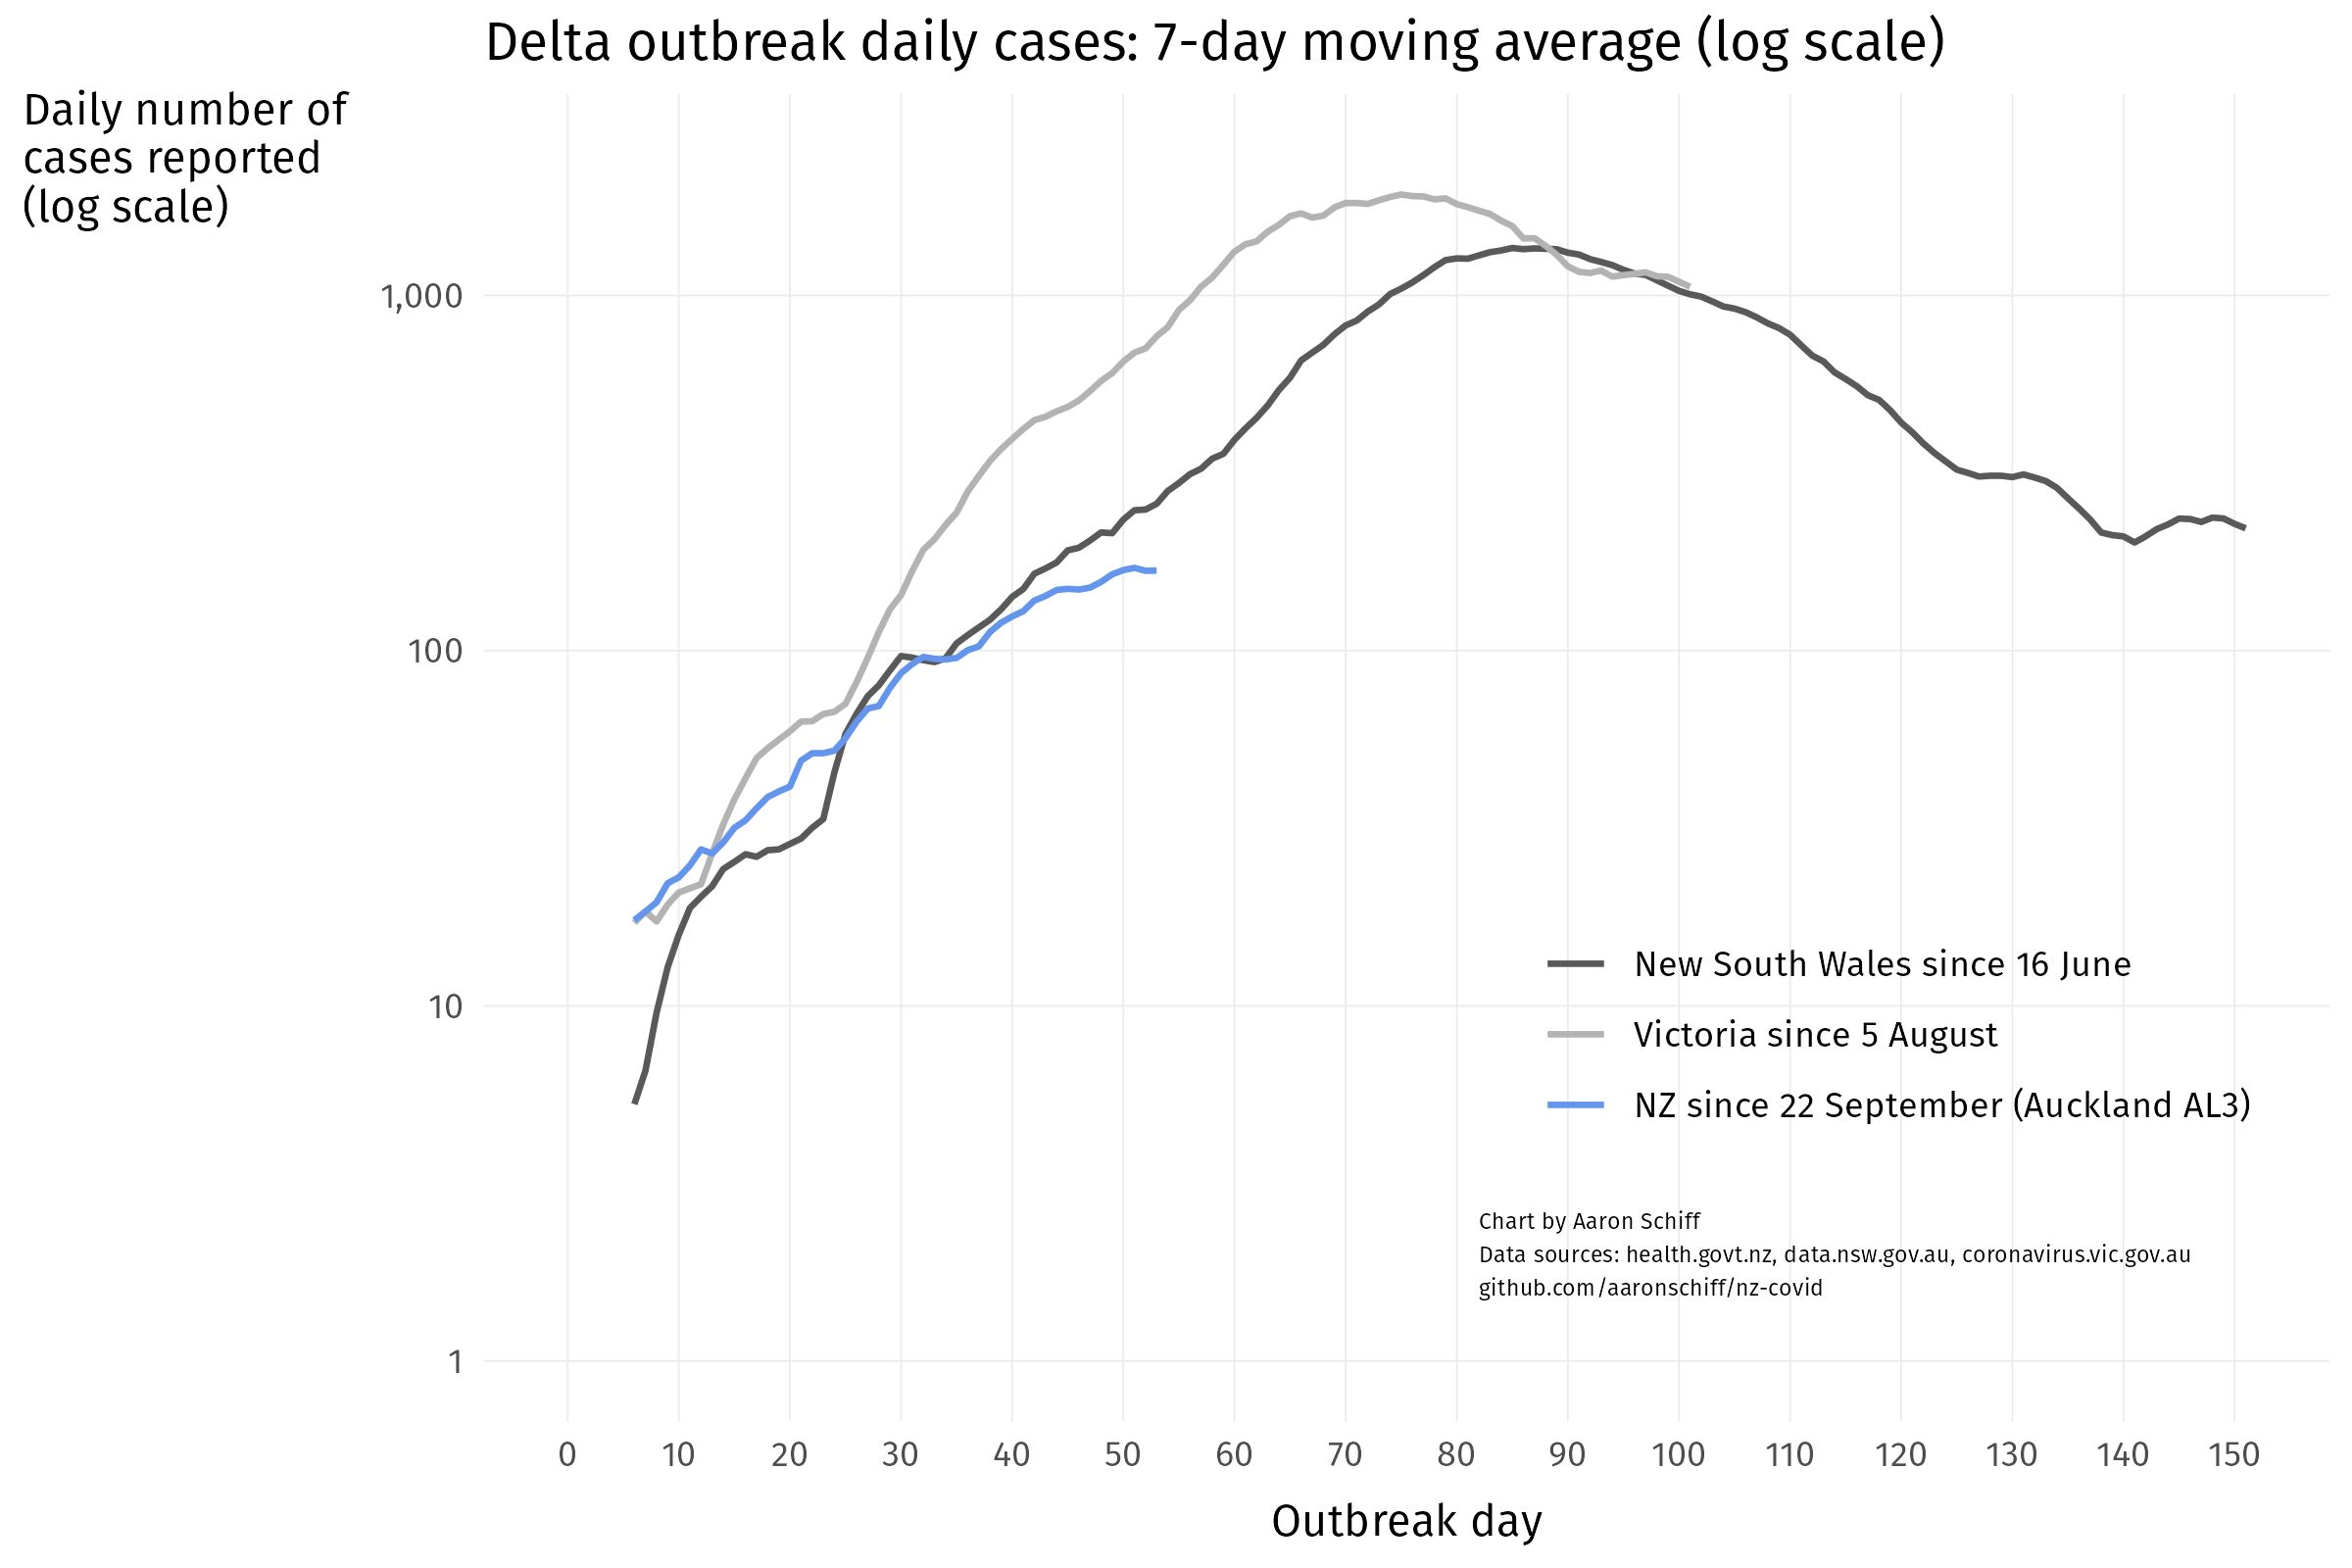 Delta outbreak daily cases: 7-day moving average (log scale)
Daily number of
cases reported
(log scale)
1,000
100
10
1
New South Wales since 16 June
Victoria since 5 August
NZ since 22 September (Auckland AL3)
Chart by Aaron Schiff
Data sources: health.govt.nz, data.nsw.gov.au, coronavirus.vic.gov.au
github.com/aaronschiff/nz-covid
0 10 20 30 40 50 60 70 80 90 100 110 120 130 140 150
Outbreak day